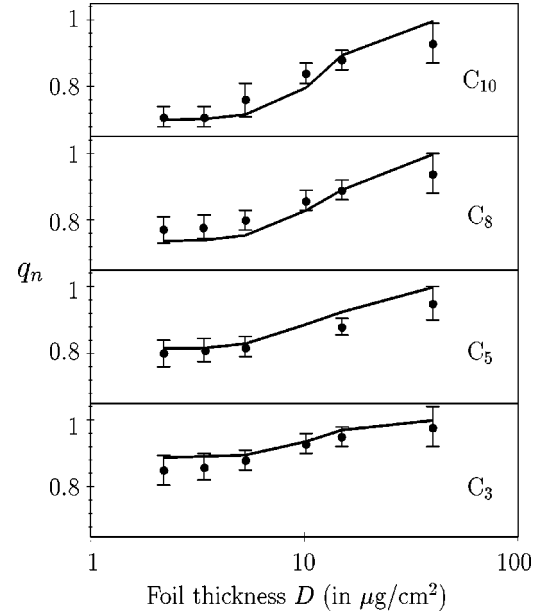 1
0.8
C₁₀
1
0.8
C₈
qₙ
1
0.8
C₅
1
0.8
C₃
1 10 100
Foil thickness D (in μg/cm²)